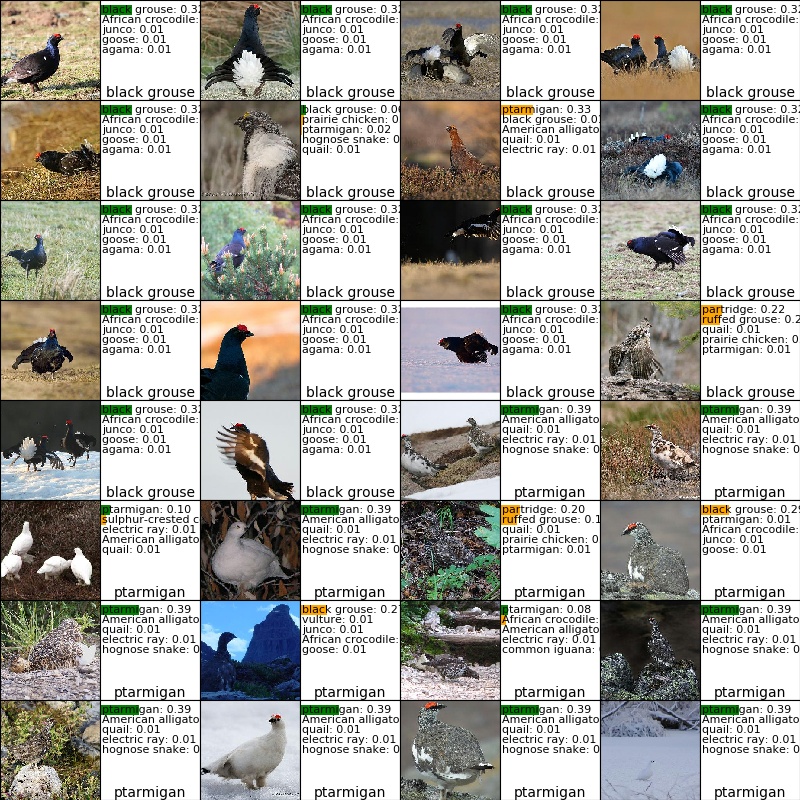 black grouse: 0.32
African crocodile:
junco: 0.01
goose: 0.01
agama: 0.01
black grouse
black grouse: 0.32
African crocodile:
junco: 0.01
goose: 0.01
agama: 0.01
black grouse
black grouse: 0.32
African crocodile:
junco: 0.01
goose: 0.01
agama: 0.01
black grouse
black grouse: 0.32
African crocodile:
junco: 0.01
goose: 0.01
agama: 0.01
black grouse
black grouse: 0.32
African crocodile:
junco: 0.01
goose: 0.01
agama: 0.01
black grouse
black grouse: 0.06
prairie chicken: 0
ptarmigan: 0.02
hognose snake: 0
quail: 0.01
black grouse
ptarmigan: 0.33
black grouse: 0.01
American alligato
quail: 0.01
electric ray: 0.01
black grouse
black grouse: 0.32
African crocodile:
junco: 0.01
goose: 0.01
agama: 0.01
black grouse
black grouse: 0.32
African crocodile:
junco: 0.01
goose: 0.01
agama: 0.01
black grouse
black grouse: 0.32
African crocodile:
junco: 0.01
goose: 0.01
agama: 0.01
black grouse
black grouse: 0.32
African crocodile:
junco: 0.01
goose: 0.01
agama: 0.01
black grouse
black grouse: 0.32
African crocodile:
junco: 0.01
goose: 0.01
agama: 0.01
black grouse
black grouse: 0.32
African crocodile:
junco: 0.01
goose: 0.01
agama: 0.01
black grouse
black grouse: 0.32
African crocodile:
junco: 0.01
goose: 0.01
agama: 0.01
black grouse
black grouse: 0.32
African crocodile:
junco: 0.01
goose: 0.01
agama: 0.01
black grouse
partridge: 0.22
ruffed grouse: 0.2
quail: 0.01
prairie chicken: 0
ptarmigan: 0.01
black grouse
black grouse: 0.32
African crocodile:
junco: 0.01
goose: 0.01
agama: 0.01
black grouse
black grouse: 0.32
African crocodile:
junco: 0.01
goose: 0.01
agama: 0.01
black grouse
ptarmigan: 0.39
American alligato
quail: 0.01
electric ray: 0.01
hognose snake: 0
ptarmigan
ptarmigan: 0.39
American alligato
quail: 0.01
electric ray: 0.01
hognose snake: 0
ptarmigan
ptarmigan: 0.10
sulphur-crested c
electric ray: 0.01
American alligato
quail: 0.01
ptarmigan
ptarmigan: 0.39
American alligato
quail: 0.01
electric ray: 0.01
hognose snake: 0
ptarmigan
partridge: 0.20
ruffed grouse: 0.1
quail: 0.01
prairie chicken: 0
ptarmigan: 0.01
ptarmigan
black grouse: 0.29
ptarmigan: 0.01
African crocodile:
junco: 0.01
goose: 0.01
ptarmigan
ptarmigan: 0.39
American alligato
quail: 0.01
electric ray: 0.01
hognose snake: 0
ptarmigan
black grouse: 0.27
vulture: 0.01
junco: 0.01
African crocodile:
goose: 0.01
ptarmigan
ptarmigan: 0.08
African crocodile:
American alligato
electric ray: 0.01
common iguana:
ptarmigan
ptarmigan: 0.39
American alligato
quail: 0.01
electric ray: 0.01
hognose snake: 0
ptarmigan
ptarmigan: 0.39
American alligato
quail: 0.01
electric ray: 0.01
hognose snake: 0
ptarmigan
ptarmigan: 0.39
American alligato
quail: 0.01
electric ray: 0.01
hognose snake: 0
ptarmigan
ptarmigan: 0.39
American alligato
quail: 0.01
electric ray: 0.01
hognose snake: 0
ptarmigan
ptarmigan: 0.39
American alligato
quail: 0.01
electric ray: 0.01
hognose snake: 0
ptarmigan